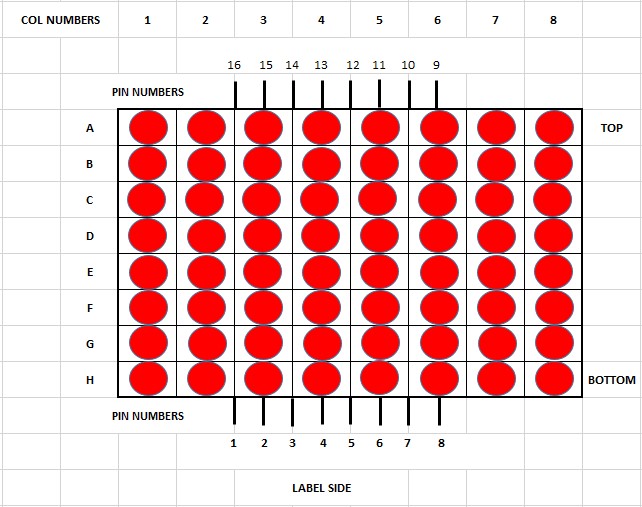 COL NUMBERS 1 2 3 4 5 6 7 8
16 15 14 13 12 11 10 9
PIN NUMBERS
A TOP
B
C
D
E
F
G
H BOTTOM
PIN NUMBERS
1 2 3 4 5 6 7 8
LABEL SIDE